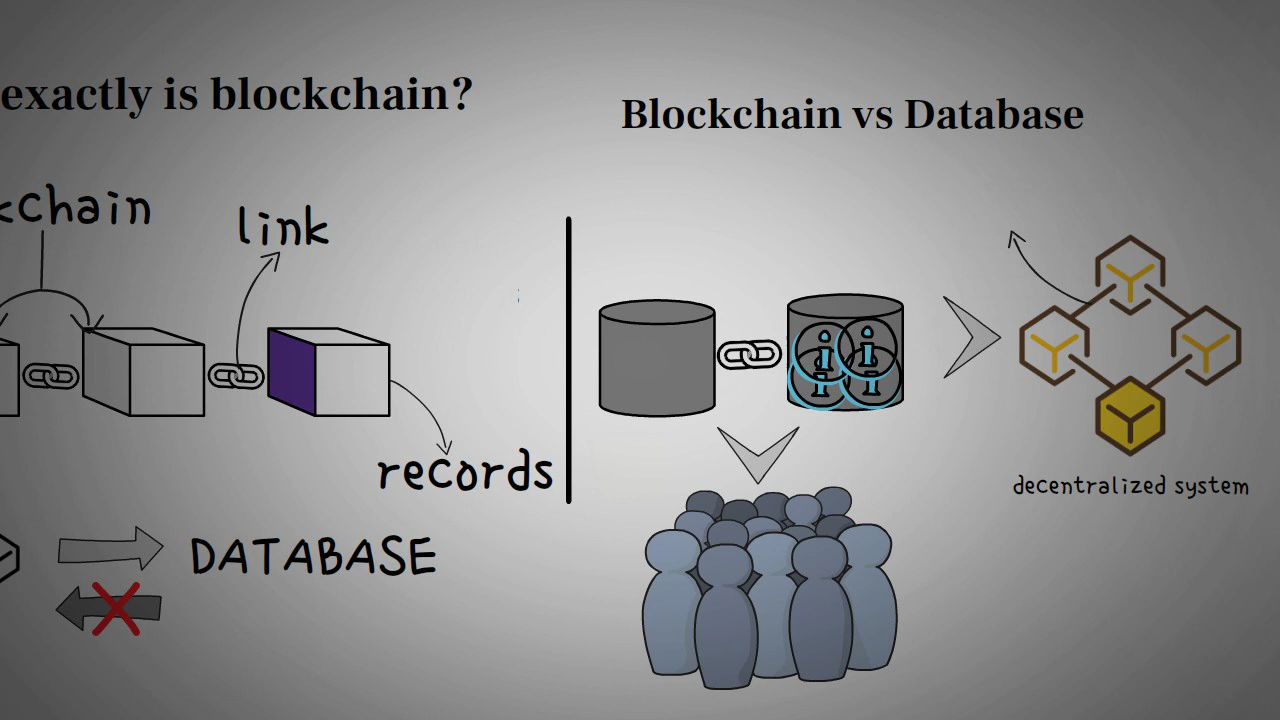 exactly is blockchain?
kchain
link
records
DATABASE
Blockchain vs Database
decentralized system